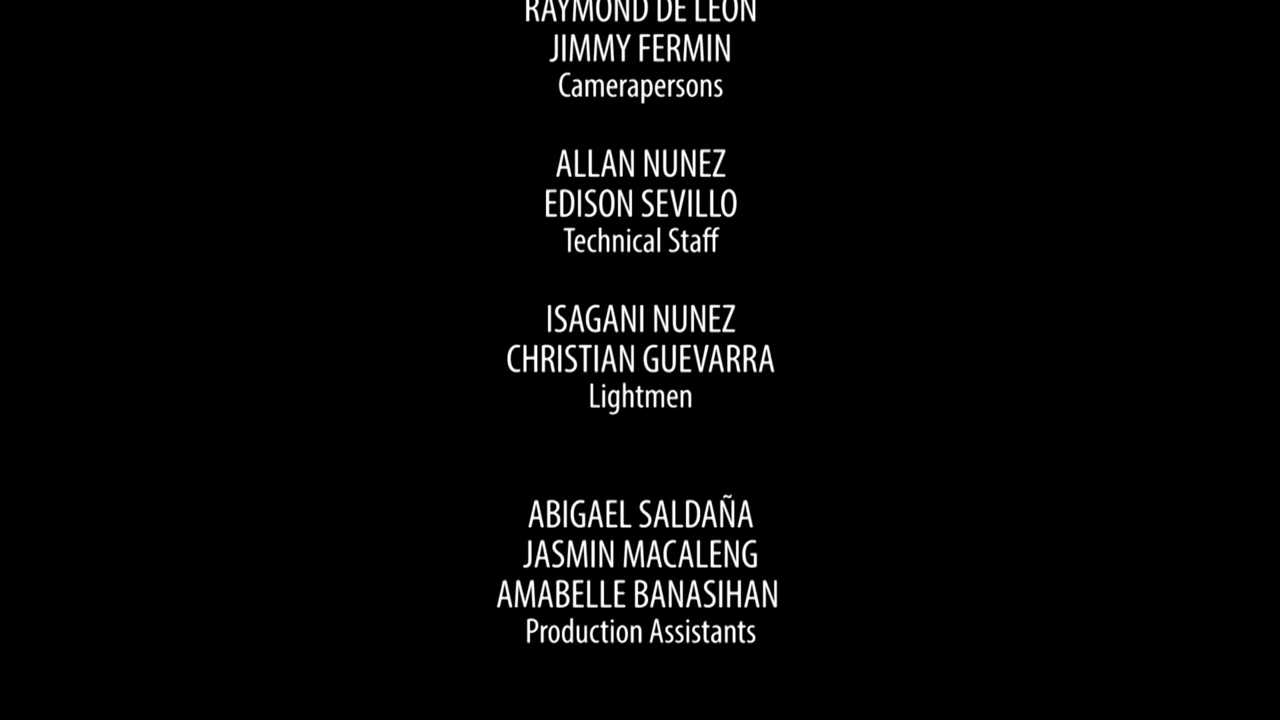 RAYMOND DE LEON
JIMMY FERMIN
Camerapersons
ALLAN NUNEZ
EDISON SEVILLO
Technical Staff
ISAGANI NUNEZ
CHRISTIAN GUEVARRA
Lightmen
ABIGAEL SALDAÑA
JASMIN MACALENG
AMABELLE BANASIHAN
Production Assistants